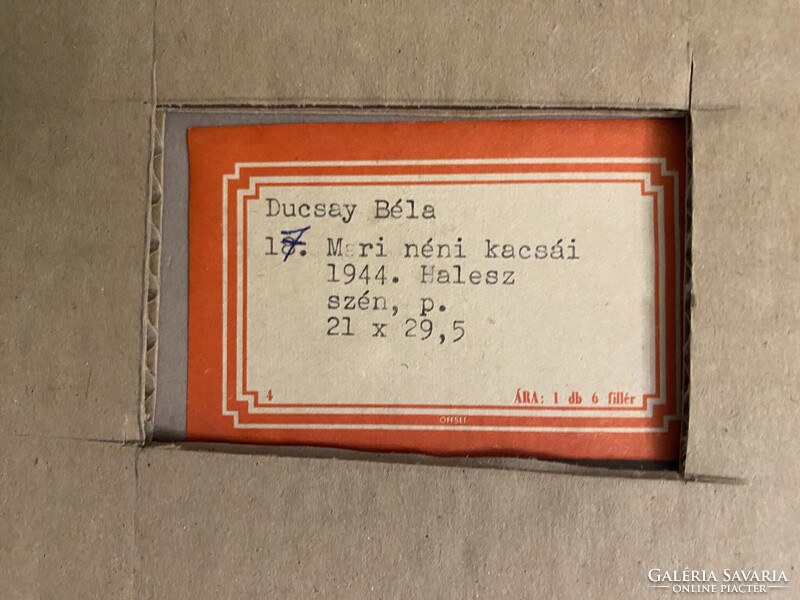 Ducsay Béla
17. Mari néni kacsái
1944. Halesz
szén, p.
21 x 29,5
4 ÁRA: 1 db 6 fillér
OFFSET
GALÉRIA SAVARIA
ONLINE PIACTÉR